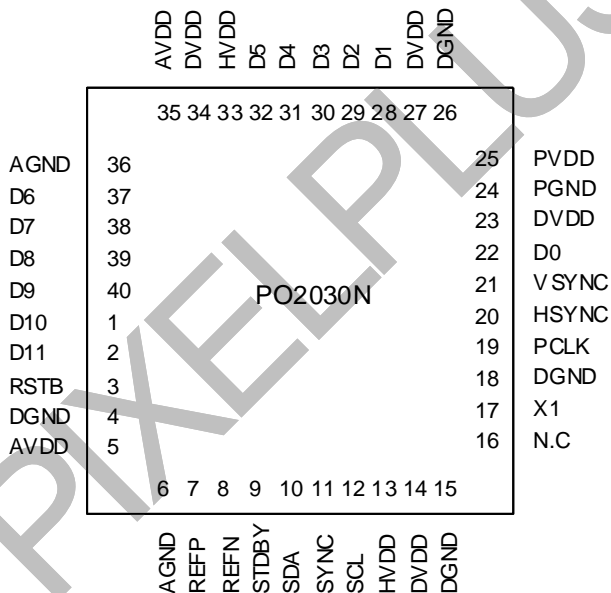 AVDD DVDD HVDD D5 D4 D3 D2 D1 DVDD DGND
35 34 33 32 31 30 29 28 27 26
AGND 36
D6 37
D7 38
D8 39
D9 40
D10 1
D11 2
RSTB 3
DGND 4
AVDD 5
PO2030N
25 PVDD
24 PGND
23 DVDD
22 D0
21 VSYNC
20 HSYNC
19 PCLK
18 DGND
17 X1
16 N.C
6 7 8 9 10 11 12 13 14 15
AGND REFP REFN STDBY SDA SYNC SCL HVDD DVDD DGND
PIXELPLUS